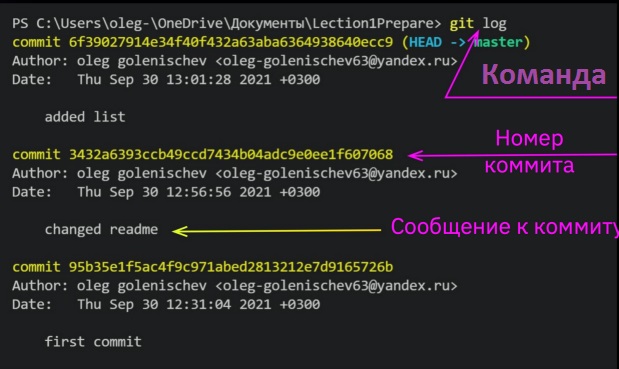 PS C:\Users\oleg-\OneDrive\Документы\Lection1Prepare> git log
commit 6f39027914e34f40f432a63aba6364938640ecc9 (HEAD -> master)
Author: oleg golenischev <oleg-golenischev63@yandex.ru>
Date: Thu Sep 30 13:01:28 2021 +0300
Команда
added list
commit 3432a6393ccb49ccd7434b04adc9e0ee1f607068
Номер
коммита
Author: oleg golenischev <oleg-golenischev63@yandex.ru>
Date: Thu Sep 30 12:56:56 2021 +0300
changed readme
Сообщение к коммиту
commit 95b35e1f5ac4f9c971abed2813212e7d9165726b
Author: oleg golenischev <oleg-golenischev63@yandex.ru>
Date: Thu Sep 30 12:31:04 2021 +0300
first commit